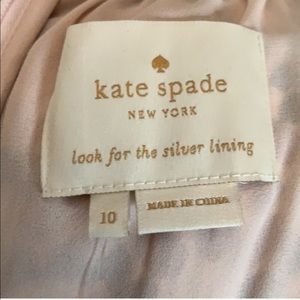 kate spade
NEW YORK
look for the silver lining
10
MADE IN CHINA